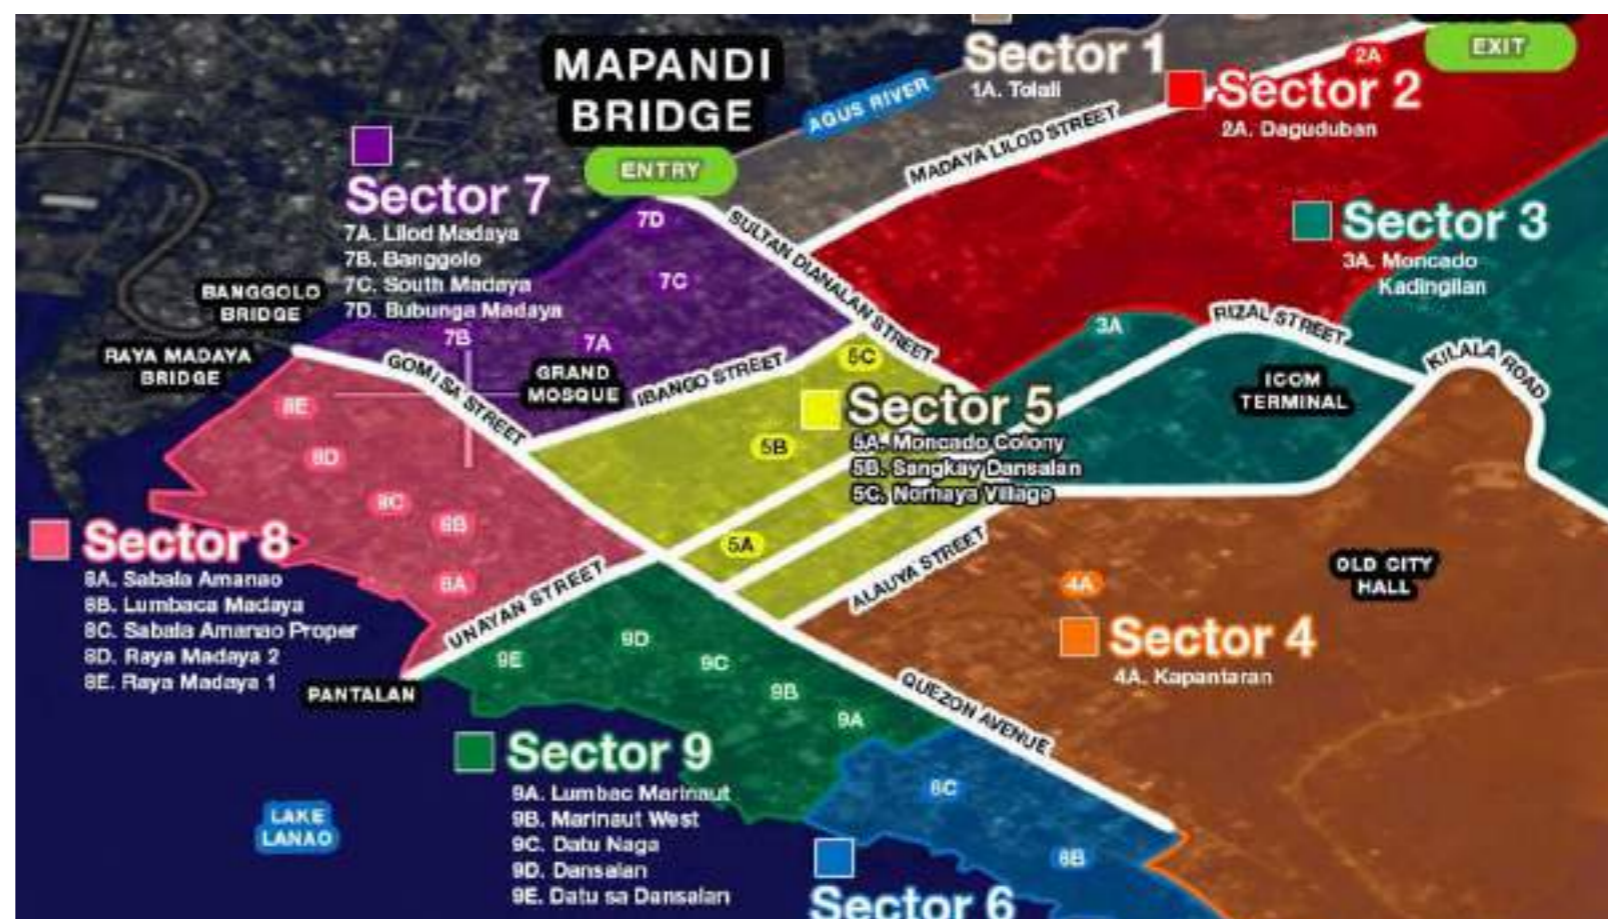 MAPANDI
BRIDGE
ENTRY
AGUS RIVER
Sector 1
1A. Tolali
MADAYA LILOD STREET
2A
EXIT
Sector 2
2A. Daguduban
Sector 7
7A. Lilod Madaya
7B. Banggolo
7C. South Madaya
7D. Bubunga Madaya
7D
7C
7B
7A
SULTAN DIANALAN STREET
Sector 3
3A. Moncado
Kadingilan
3A
RIZAL STREET
KILALA ROAD
BANGGOLO
BRIDGE
RAYA MADAYA
BRIDGE
GOMISA STREET
GRAND
MOSQUE
IBANGO STREET
5C
ICOM
TERMINAL
Sector 5
5A. Moncado Colony
5B. Sangkay Dansalan
5C. Norhaya Village
5B
5A
8E
8D
8C
8B
8A
Sector 8
8A. Sabala Amanao
8B. Lumbaca Madaya
8C. Sabala Amanao Proper
8D. Raya Madaya 2
8E. Raya Madaya 1
UNAYAN STREET
PANTALAN
ALAUYA STREET
OLD CITY
HALL
4A
Sector 4
4A. Kapantaran
9E
9D
9C
9B
9A
QUEZON AVENUE
Sector 9
9A. Lumbac Marinaut
9B. Marinaut West
9C. Datu Naga
9D. Dansalan
9E. Datu sa Dansalan
LAKE
LANAO
6C
6B
Sector 6